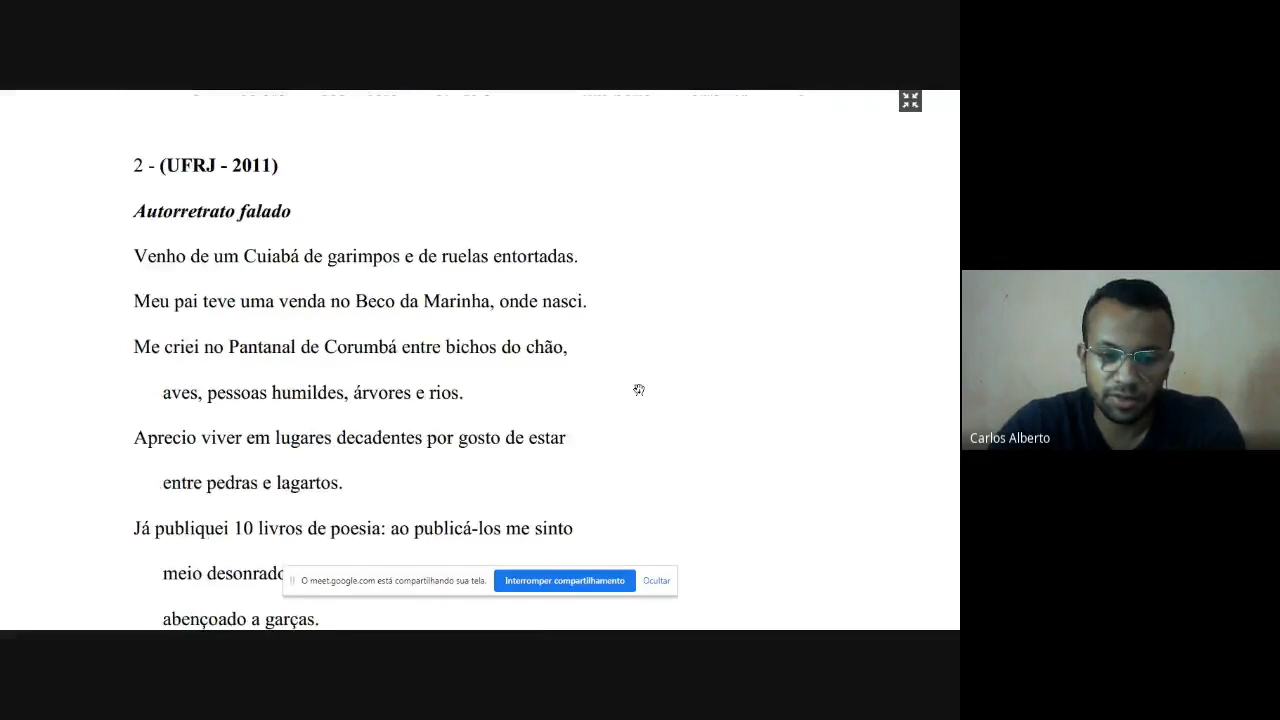 2 - (UFRJ - 2011)
Autorretrato falado
Venho de um Cuiabá de garimpos e de ruelas entortadas.
Meu pai teve uma venda no Beco da Marinha, onde nasci.
Me criei no Pantanal de Corumbá entre bichos do chão,
aves, pessoas humildes, árvores e rios.
Aprecio viver em lugares decadentes por gosto de estar
entre pedras e lagartos.
Já publiquei 10 livros de poesia: ao publicá-los me sinto
meio desonrado
O meet.google.com está compartilhando sua tela.
Interromper compartilhamento
Ocultar
abençoado a garças.
Carlos Alberto